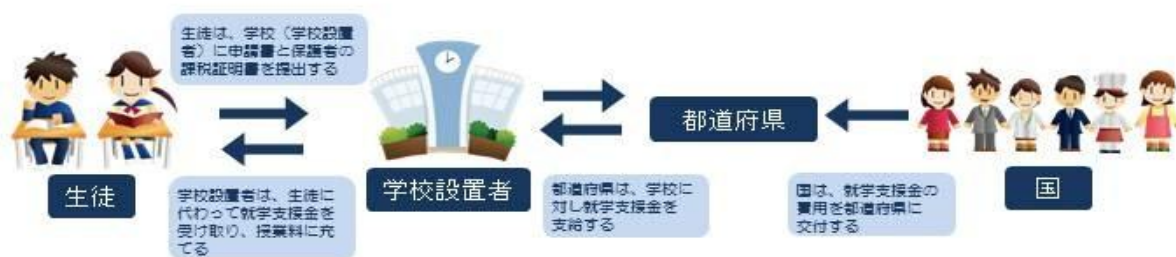 生徒は、学校（学校設置
者）に申請書と保護者の
課税証明書を提出する
生徒
学校設置者は、生徒に
代わって就学支援金を
受け取り、授業料に充
てる
学校設置者
都道府県は、学校に
対し就学支援金を
支給する
都道府県
国は、就学支援金の
費用を都道府県に
交付する
国